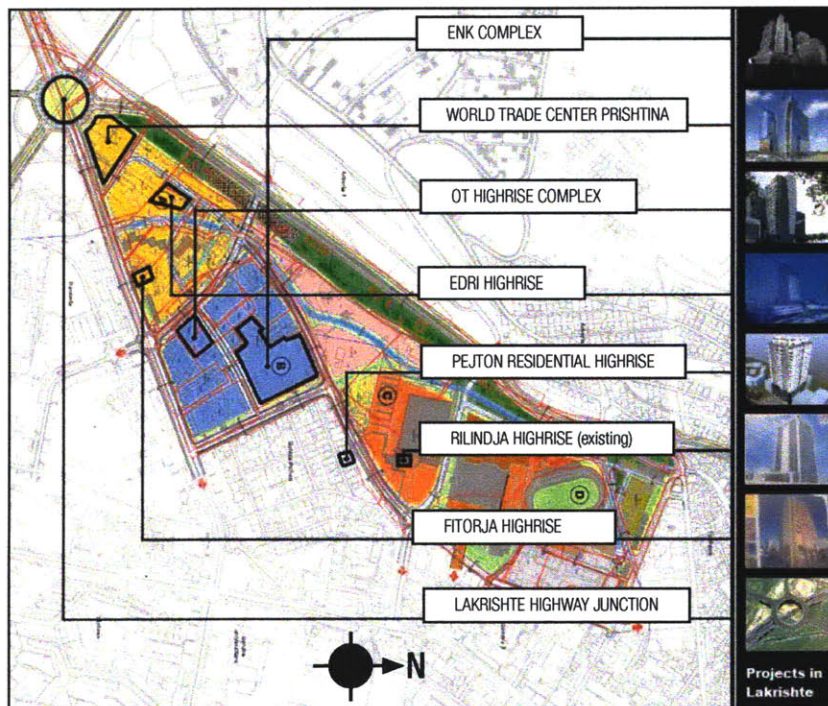 ENK COMPLEX
WORLD TRADE CENTER PRISHTINA
OT HIGHRISE COMPLEX
EDRI HIGHRISE
PEJTON RESIDENTIAL HIGHRISE
RILINDJA HIGHRISE (existing)
FITORJA HIGHRISE
LAKRISHTE HIGHWAY JUNCTION
B
C
D
N
Projects in
Lakrishte